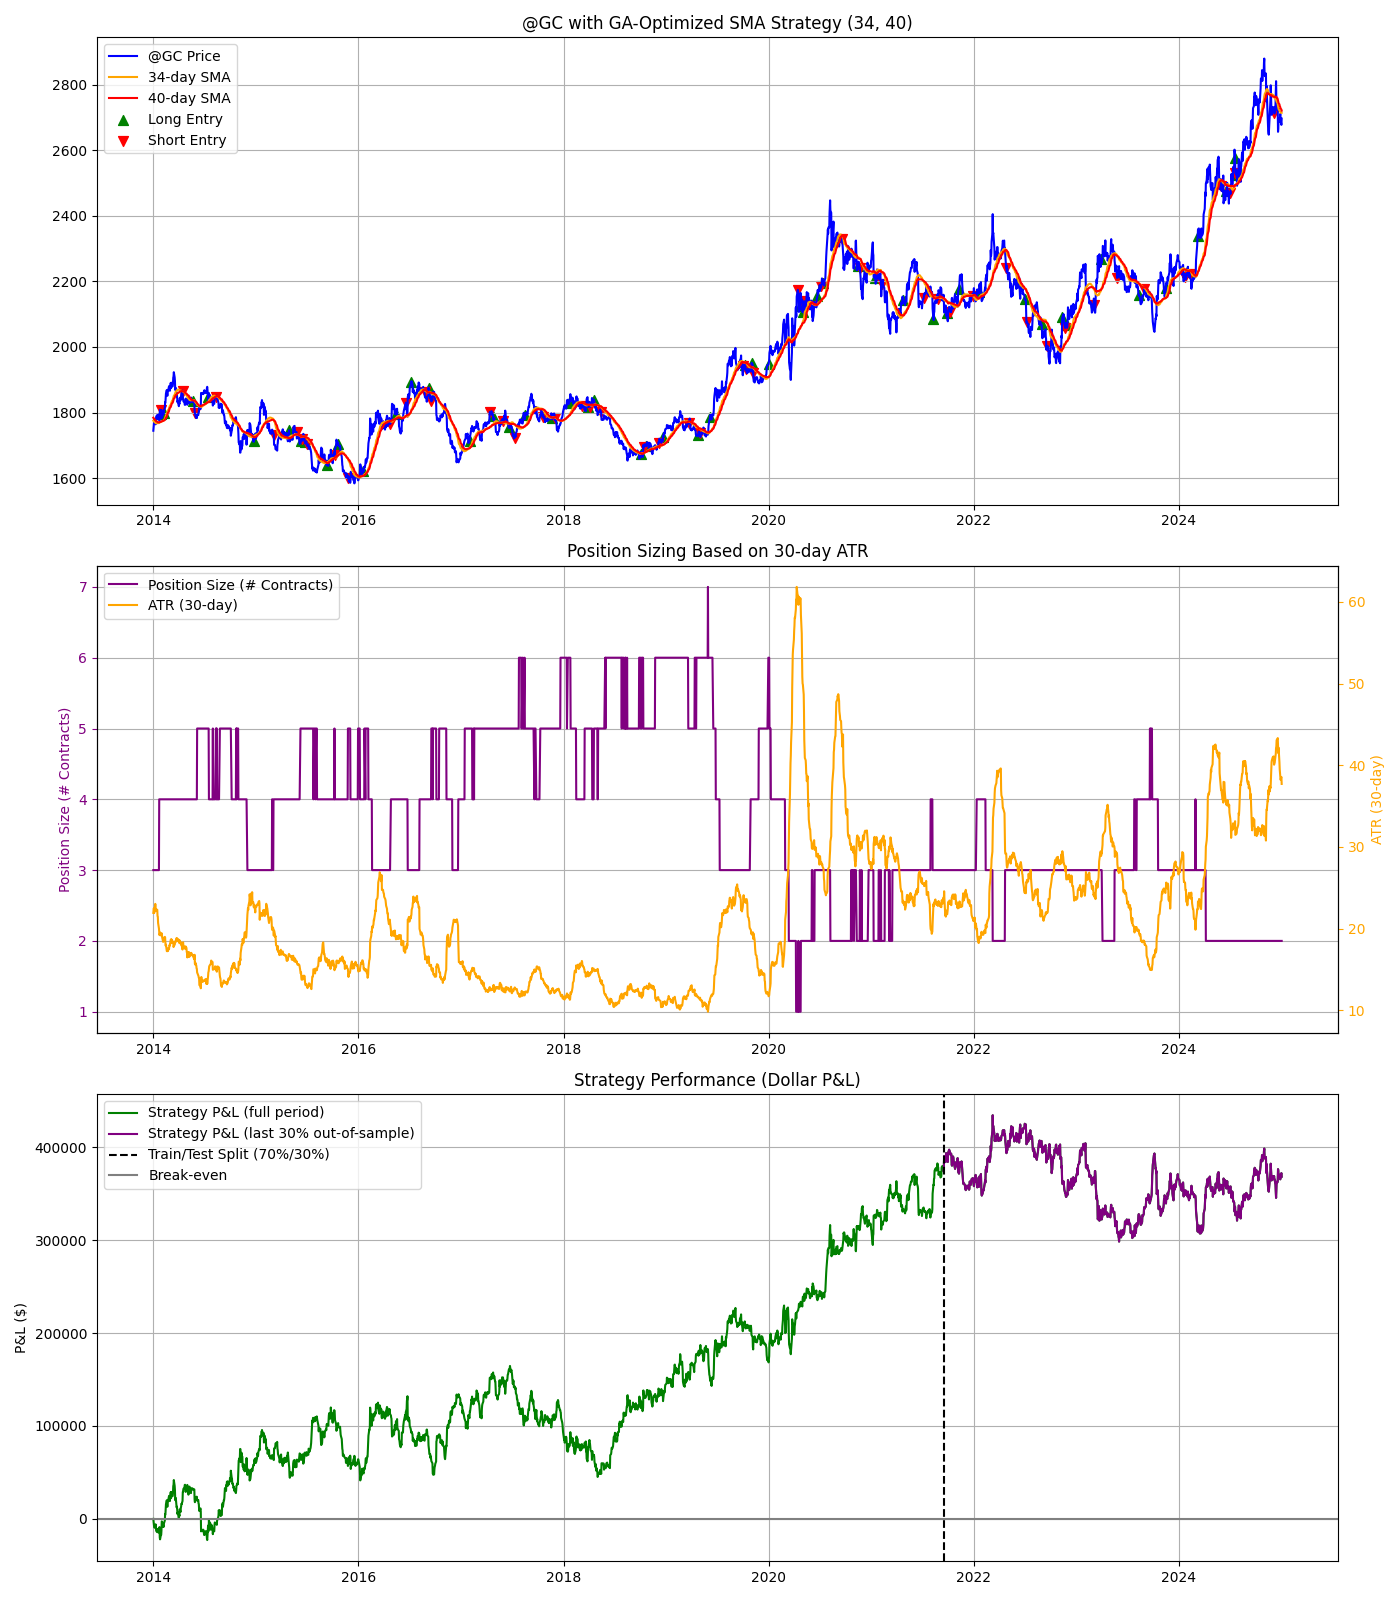 @GC with GA-Optimized SMA Strategy (34, 40)
@GC Price
34-day SMA
40-day SMA
Long Entry
Short Entry
2800
2600
2400
2200
2000
1800
1600
2014 2016 2018 2020 2022 2024
Position Sizing Based on 30-day ATR
Position Size (# Contracts)
ATR (30-day)
Position Size (# Contracts)
7
6
5
4
3
2
1
60
50
40
30
20
10
ATR (30-day)
2014 2016 2018 2020 2022 2024
Strategy Performance (Dollar P&L)
Strategy P&L (full period)
Strategy P&L (last 30% out-of-sample)
Train/Test Split (70%/30%)
Break-even
P&L ($)
400000
300000
200000
100000
0
2014 2016 2018 2020 2022 2024